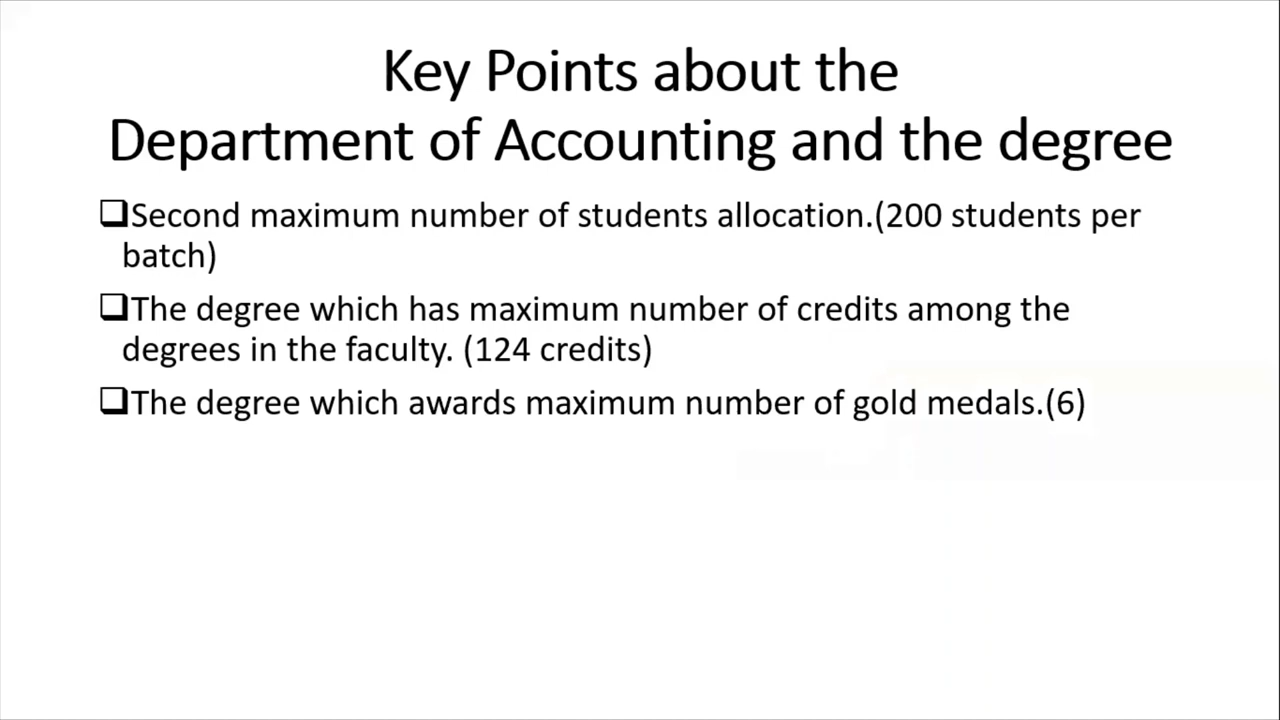 Key Points about the
Department of Accounting and the degree
❑Second maximum number of students allocation.(200 students per
batch)
❑The degree which has maximum number of credits among the
degrees in the faculty. (124 credits)
❑The degree which awards maximum number of gold medals.(6)